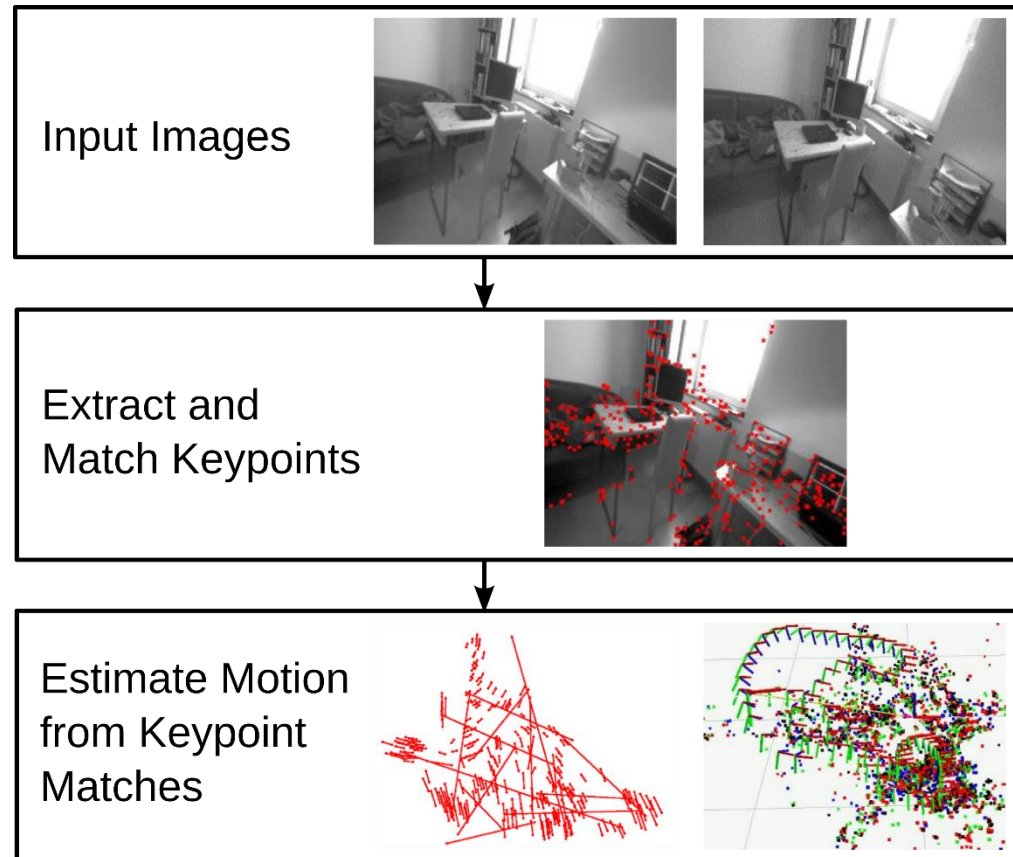 Input Images
Extract and
Match Keypoints
Estimate Motion
from Keypoint
Matches